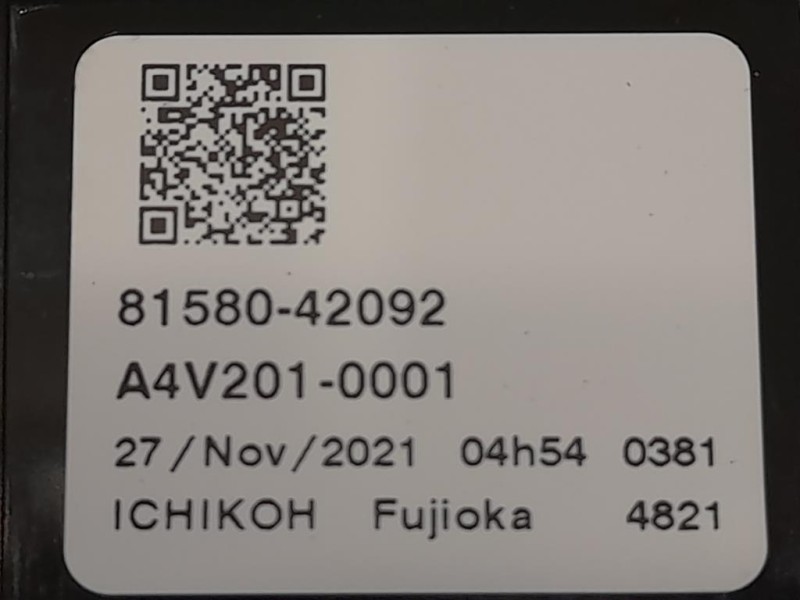 81580-42092
A4V201-0001
27/Nov/2021 04h54 0381
ICHIKOH Fujioka 4821